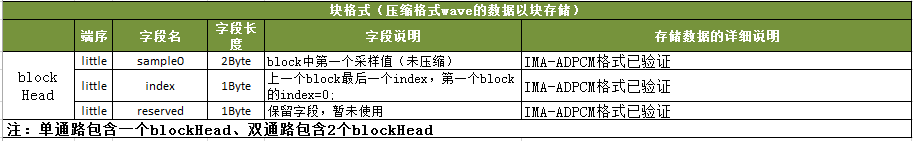 块格式（压缩格式wave的数据以块存储）
端序 字段名 字段长度 字段说明 存储数据的详细说明
block Head
little sample0 2Byte block中第一个采样值（未压缩） IMA-ADPCM格式已验证
little index 1Byte 上一个block最后一个index，第一个block的index=0; IMA-ADPCM格式已验证
little reserved 1Byte 保留字段，暂未使用 IMA-ADPCM格式已验证
注：单通路包含一个blockHead、双通路包含2个blockHead